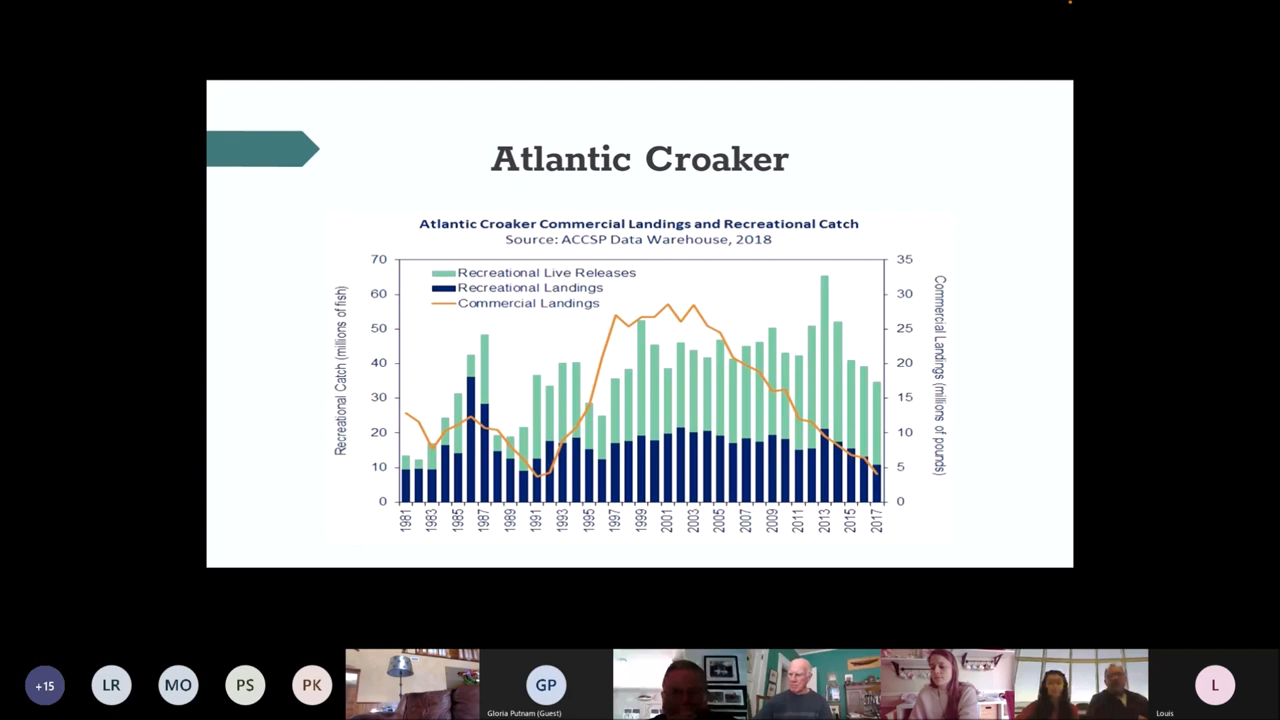 Atlantic Croaker
Atlantic Croaker Commercial Landings and Recreational Catch
Source: ACCSP Data Warehouse, 2018
Recreational Live Releases
Recreational Landings
Commercial Landings
Recreational Catch (millions of fish)
70
60
50
40
30
20
10
0
35
30
25
20
15
10
5
0
Commercial Landings (millions of pounds)
1981
1983
1985
1987
1989
1991
1993
1995
1997
1999
2001
2003
2005
2007
2009
2011
2013
2015
2017
+15
LR
MO
PS
PK
GP
Gloria Putnam (Guest)
L
Louis